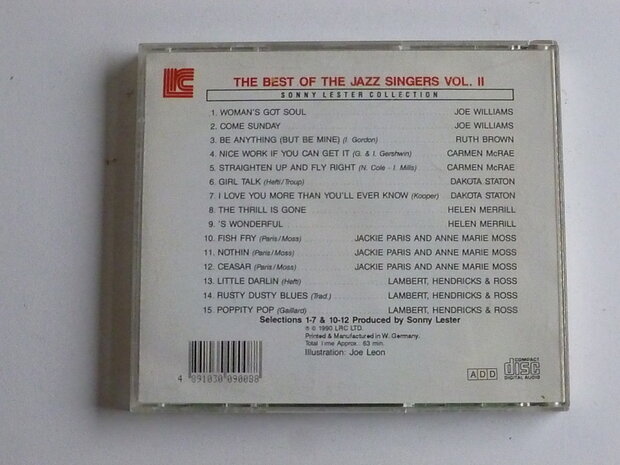 LRC
THE BEST OF THE JAZZ SINGERS VOL. II
SONNY LESTER COLLECTION
1. WOMAN'S GOT SOUL JOE WILLIAMS
2. COME SUNDAY JOE WILLIAMS
3. BE ANYTHING (BUT BE MINE) (I. Gordon) RUTH BROWN
4. NICE WORK IF YOU CAN GET IT (G. & I. Gershwin) CARMEN McRAE
5. STRAIGHTEN UP AND FLY RIGHT (N. Cole - I. Mills) CARMEN McRAE
6. GIRL TALK (Hefti/Troup) DAKOTA STATON
7. I LOVE YOU MORE THAN YOU'LL EVER KNOW (Kooper) DAKOTA STATON
8. THE THRILL IS GONE HELEN MERRILL
9. 'S WONDERFUL HELEN MERRILL
10. FISH FRY (Paris/Moss) JACKIE PARIS AND ANNE MARIE MOSS
11. NOTHIN (Paris/Moss) JACKIE PARIS AND ANNE MARIE MOSS
12. CEASAR (Paris/Moss) JACKIE PARIS AND ANNE MARIE MOSS
13. LITTLE DARLIN (Hefti) LAMBERT, HENDRICKS & ROSS
14. RUSTY DUSTY BLUES (Trad.) LAMBERT, HENDRICKS & ROSS
15. POPPITY POP (Gaillard) LAMBERT, HENDRICKS & ROSS
Selections 1-7 & 10-12 Produced by Sonny Lester
℗ © 1990 LRC LTD.
Printed & Manufactured in W. Germany.
Total Time Approx.: 63 min.
Illustration: Joe Leon
4 891030 090088
ADD
COMPACT
disc
DIGITAL AUDIO